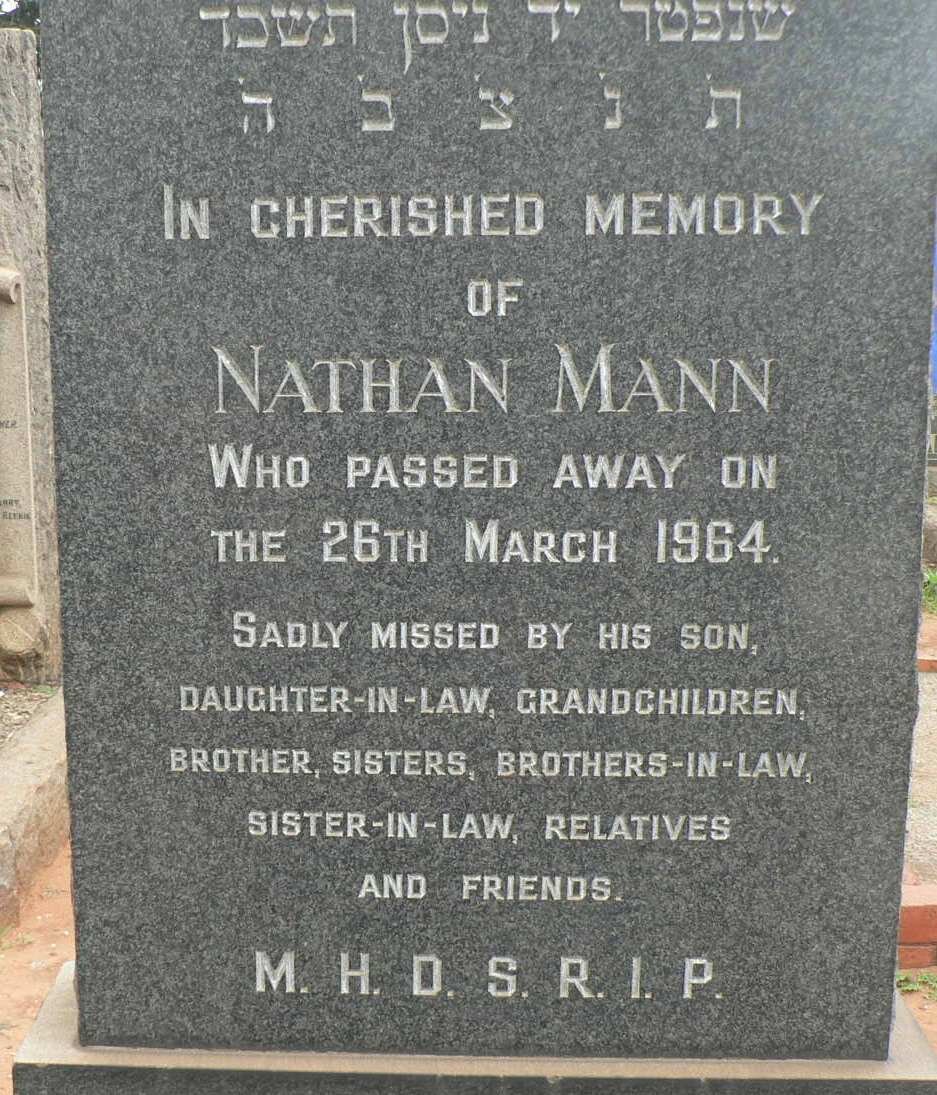 שנפטר יד ניסן תשכד
ת נ צ ב ה
IN CHERISHED MEMORY
OF
NATHAN MANN
WHO PASSED AWAY ON
THE 26TH MARCH 1964.
SADLY MISSED BY HIS SON,
DAUGHTER-IN-LAW, GRANDCHILDREN,
BROTHER, SISTERS, BROTHERS-IN-LAW,
SISTER-IN-LAW, RELATIVES
AND FRIENDS.
M. H. D. S. R. I. P.